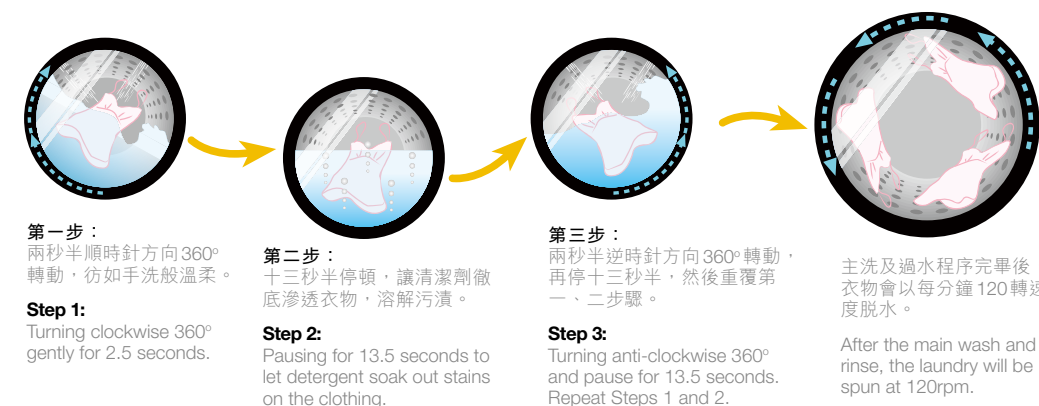 第一步：
兩秒半順時針方向360º
轉動，彷如手洗般溫柔。
Step 1:
Turning clockwise 360º
gently for 2.5 seconds.
第二步：
十三秒半停頓，讓清潔劑徹
底滲透衣物，溶解污漬。
Step 2:
Pausing for 13.5 seconds to
let detergent soak out stains
on the clothing.
第三步：
兩秒半逆時針方向360º轉動，
再停十三秒半，然後重覆第
一、二步驟。
Step 3:
Turning anti-clockwise 360º
and pause for 13.5 seconds.
Repeat Steps 1 and 2.
主洗及過水程序完畢後
衣物會以每分鐘120轉速
度脫水。
After the main wash and
rinse, the laundry will be
spun at 120rpm.